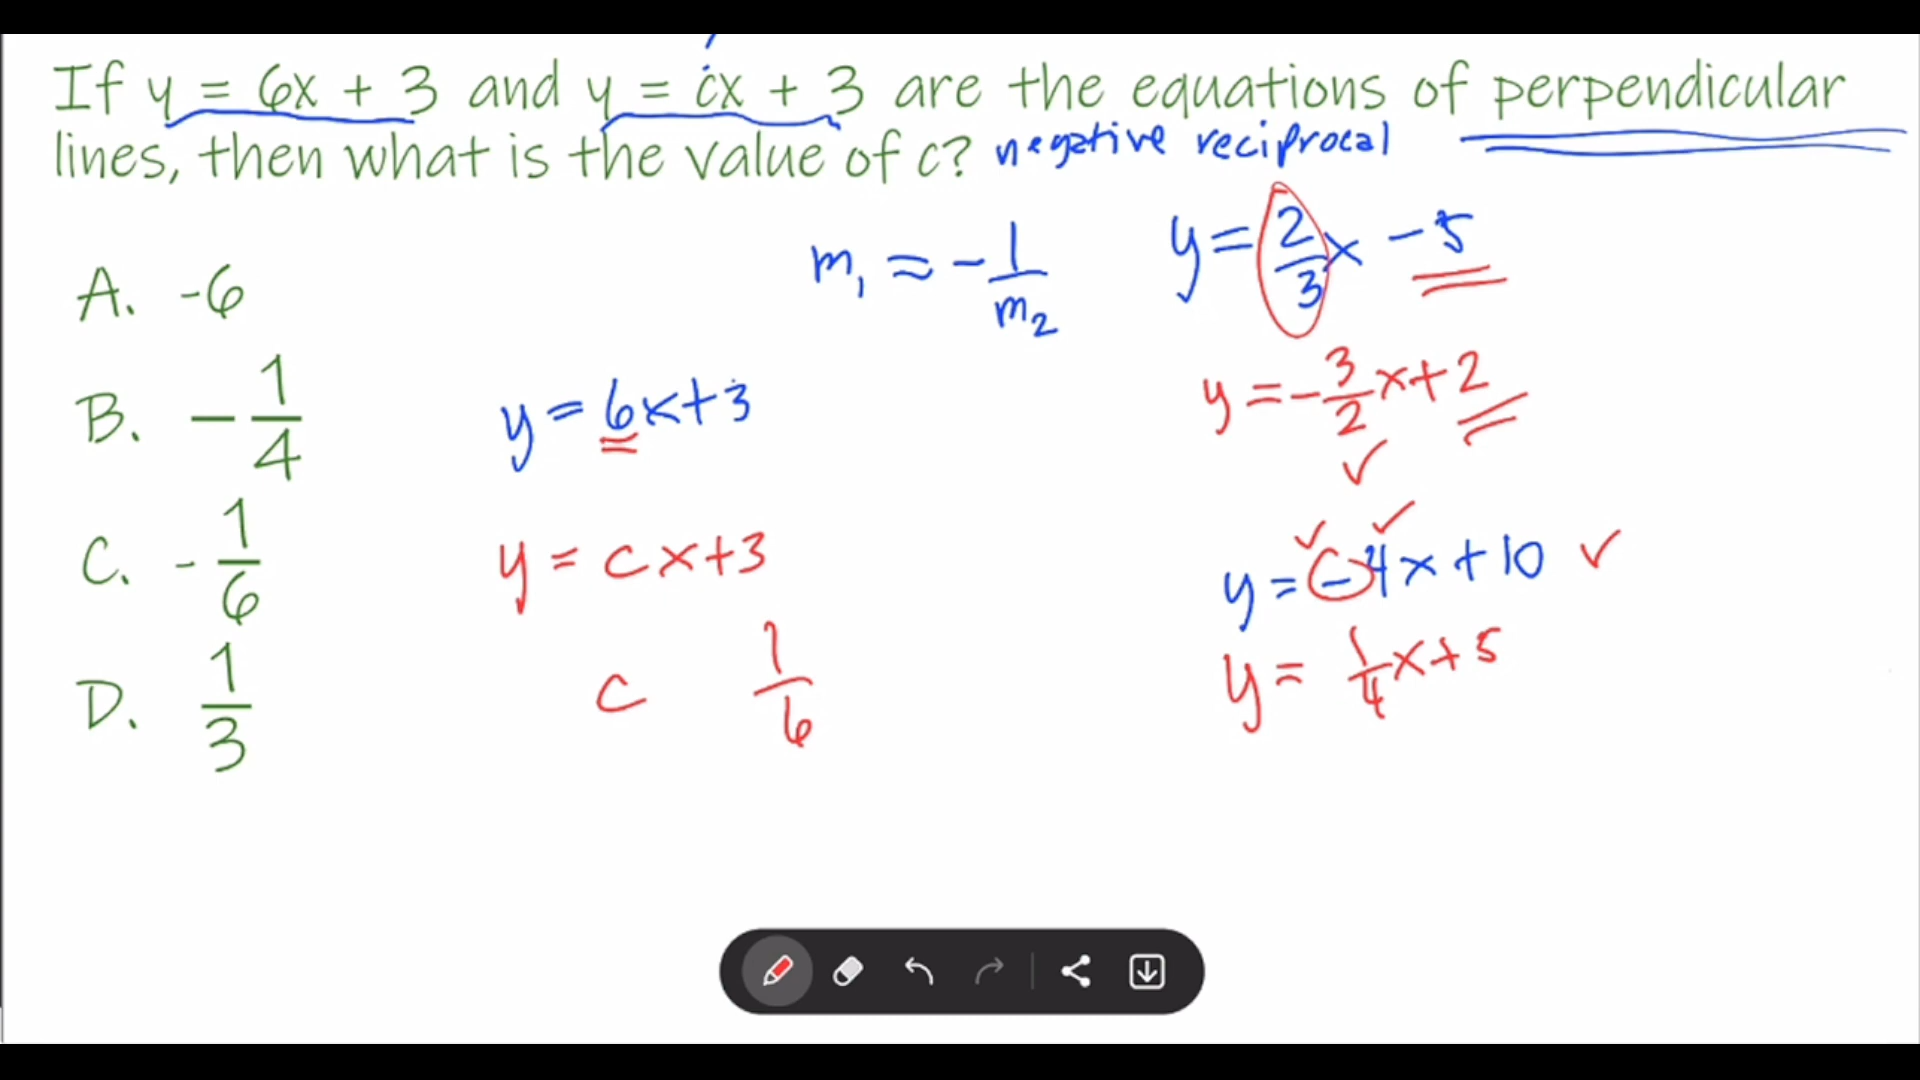 If y = 6x + 3 and y = cx + 3 are the equations of perpendicular
lines, then what is the value of c? negative reciprocal
A. -6
B. -1/4
C. -1/6
D. 1/3
m₁ = -1/m₂
y = 6x+3
y = cx+3
c 1/6
y = 2/3x - 5
y = -3/2x+2
y = -4x+10
y = 1/4x+5